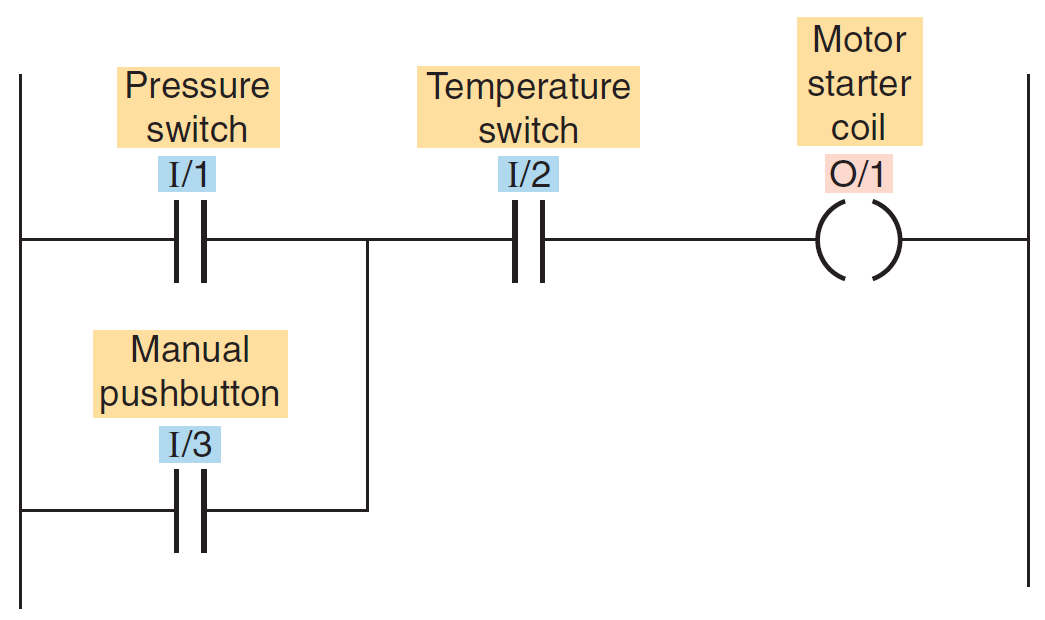 Pressure
switch
I/1
Temperature
switch
I/2
Motor
starter
coil
O/1
Manual
pushbutton
I/3